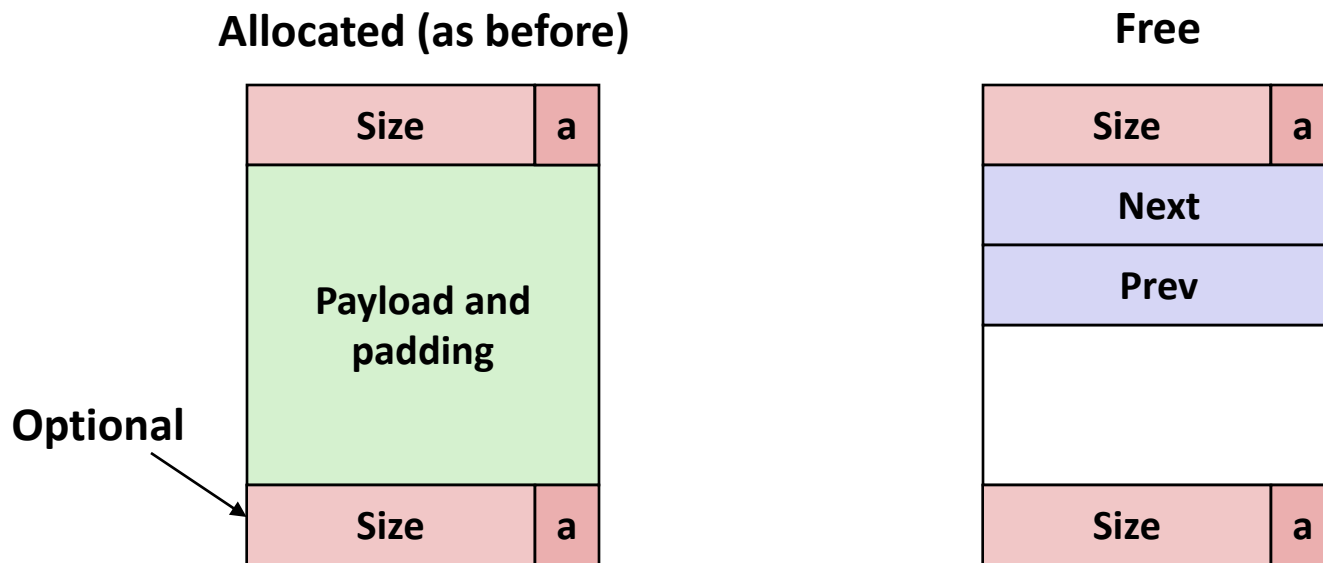 Allocated (as before)
Size a
Payload and
padding
Optional
Size a
Free
Size a
Next
Prev
Size a